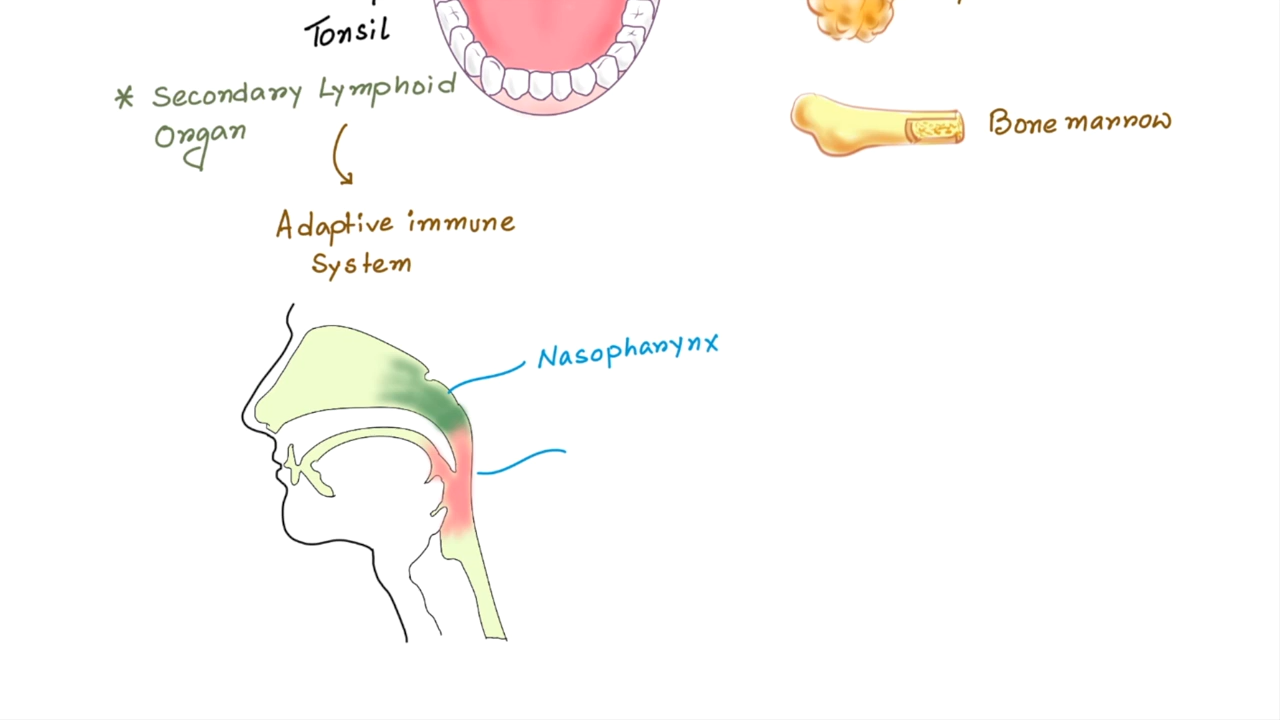 Tonsil
* Secondary Lymphoid
Organ
Bone marrow
Adaptive immune
System
Nasopharynx